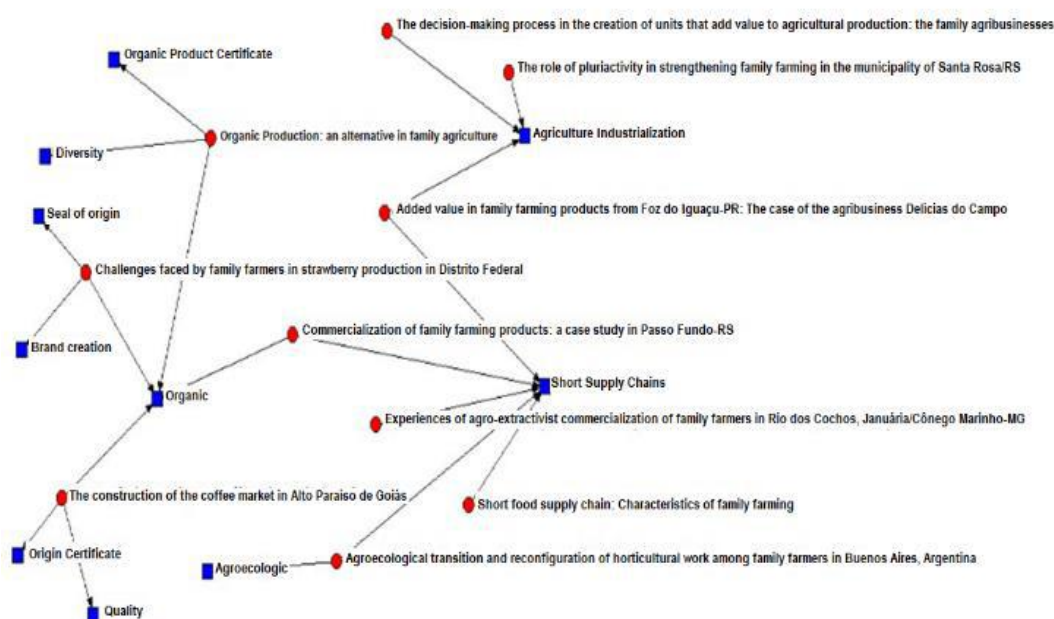 The decision-making process in the creation of units that add value to agricultural production: the family agribusinesses
Organic Product Certificate
The role of pluriactivity in strengthening family farming in the municipality of Santa Rosa/RS
Organic Production: an alternative in family agriculture
Agriculture Industrialization
Diversity
Seal of origin
Added value in family farming products from Foz do Iguaçu-PR: The case of the agribusiness Delicias do Campo
Challenges faced by family farmers in strawberry production in Distrito Federal
Commercialization of family farming products: a case study in Passo Fundo-RS
Brand creation
Short Supply Chains
Organic
Experiences of agro-extractivist commercialization of family farmers in Rio dos Cochos, Januária/Cônego Marinho-MG
The construction of the coffee market in Alto Paraiso de Goiás
Short food supply chain: Characteristics of family farming
Origin Certificate
Agroecological transition and reconfiguration of horticultural work among family farmers in Buenos Aires, Argentina
Agroecologic
Quality